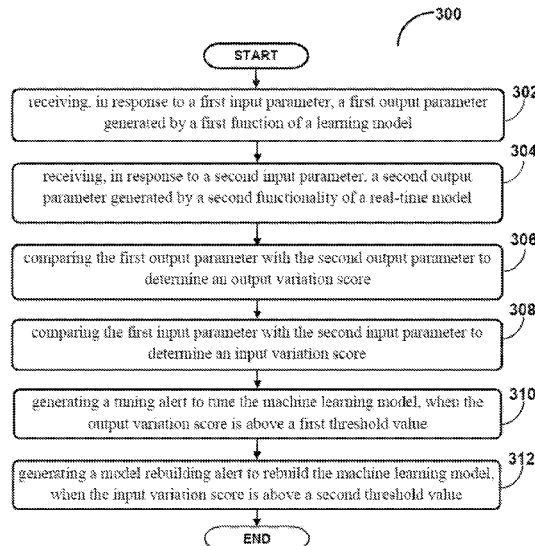 300
START
receiving, in response to a first input parameter, a first output parameter
generated by a first function of a learning model
302
receiving, in response to a second input parameter, a second output
parameter generated by a second functionality of a real-time model
304
comparing the first output parameter with the second output parameter to
determine an output variation score
306
comparing the first input parameter with the second input parameter to
determine an input variation score
308
generating a tuning alert to tune the machine learning model, when the
output variation score is above a first threshold value
310
generating a model rebuilding alert to rebuild the machine learning model,
when the input variation score is above a second threshold value
312
END